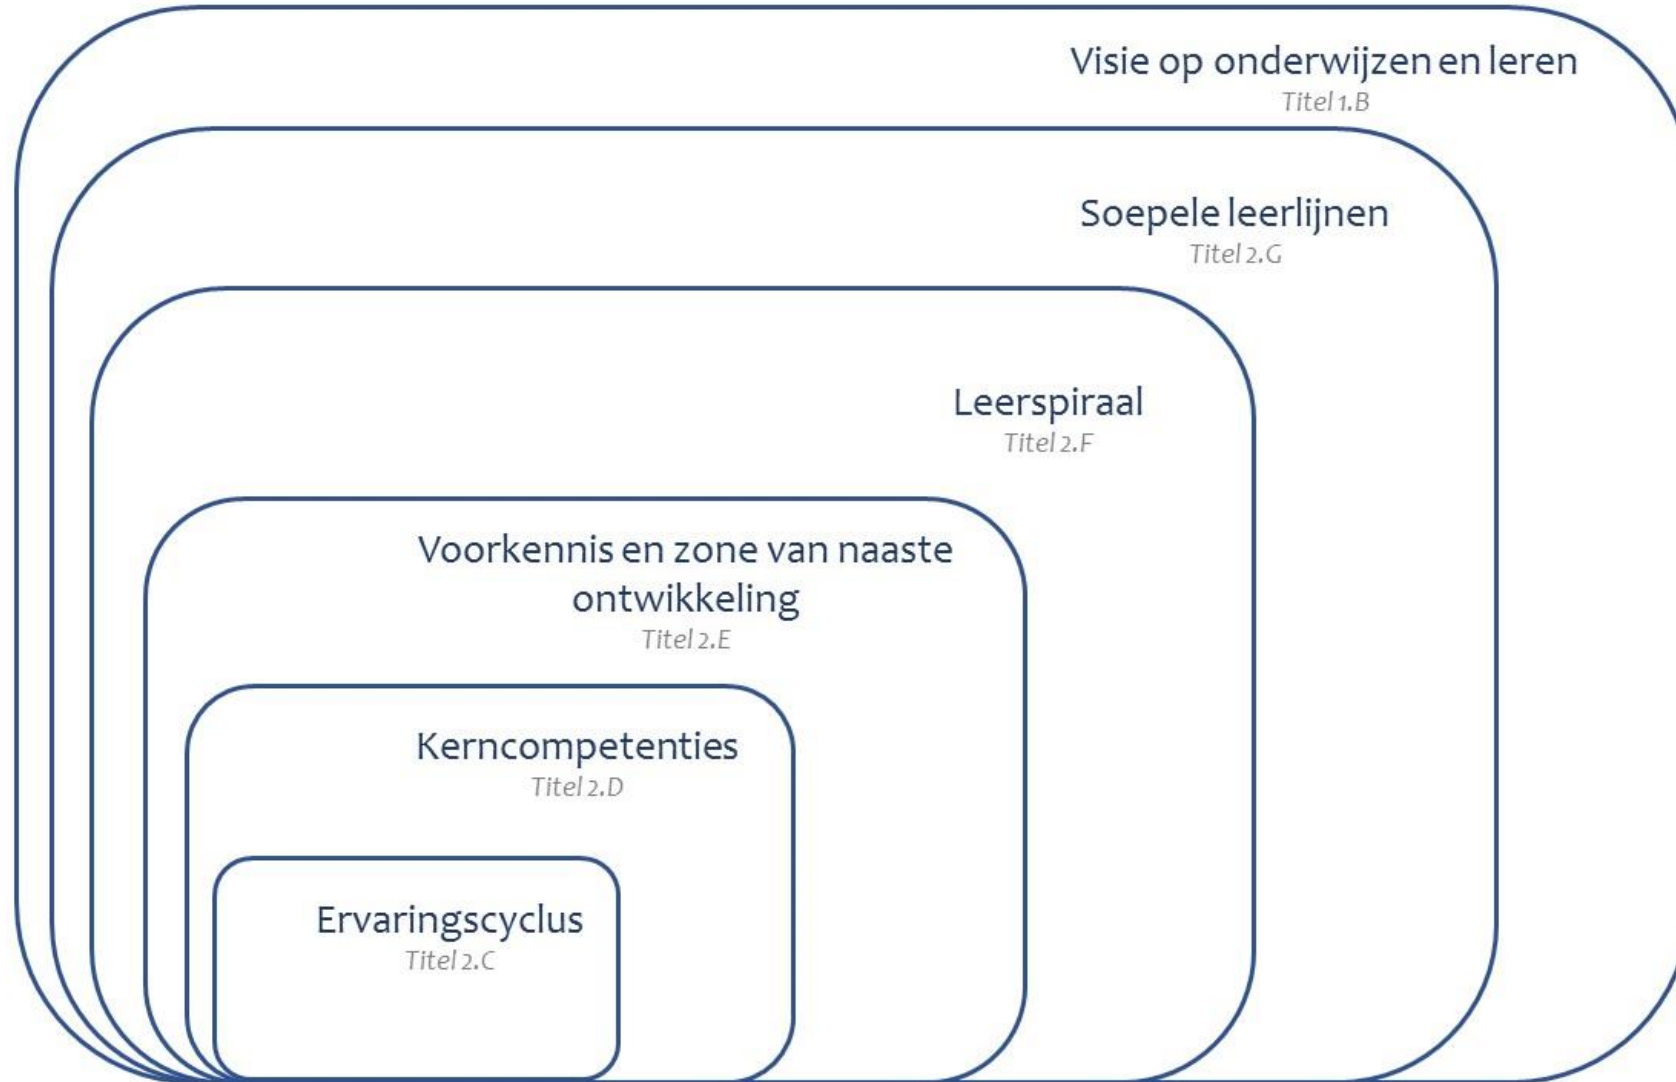 Visie op onderwijzen en leren
Titel 1.B
Soepele leerlijnen
Titel 2.G
Leerspiraal
Titel 2.F
Voorkennis en zone van naaste
ontwikkeling
Titel 2.E
Kerncompetenties
Titel 2.D
Ervaringscyclus
Titel 2.C